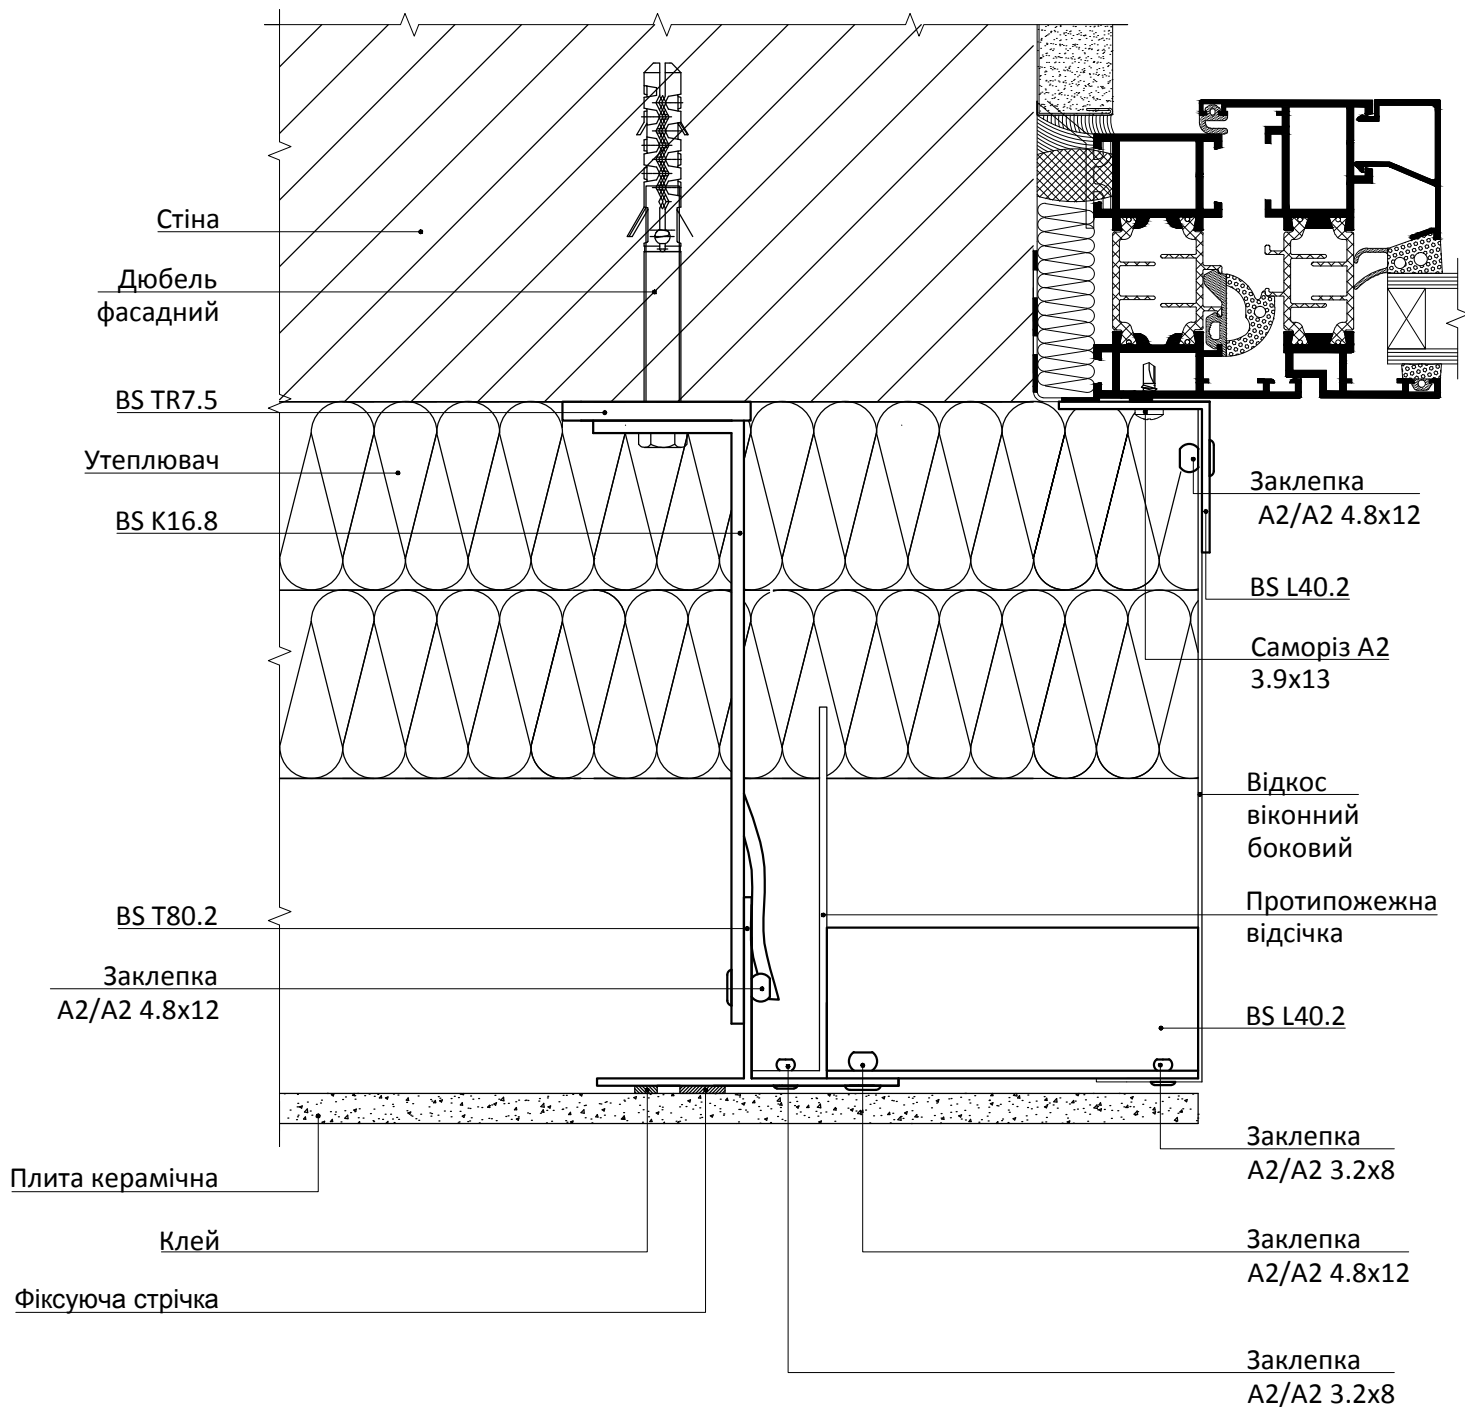 Стіна
Дюбель
фасадний
BS TR7.5
Утеплювач
BS K16.8
BS T80.2
Заклепка
A2/A2 4.8x12
Плита керамічна
Клей
Фіксуюча стрічка
Заклепка
A2/A2 4.8x12
BS L40.2
Саморіз A2
3.9x13
Відкос
віконний
боковий
Протипожежна
відсічка
BS L40.2
Заклепка
A2/A2 3.2x8
Заклепка
A2/A2 4.8x12
Заклепка
A2/A2 3.2x8